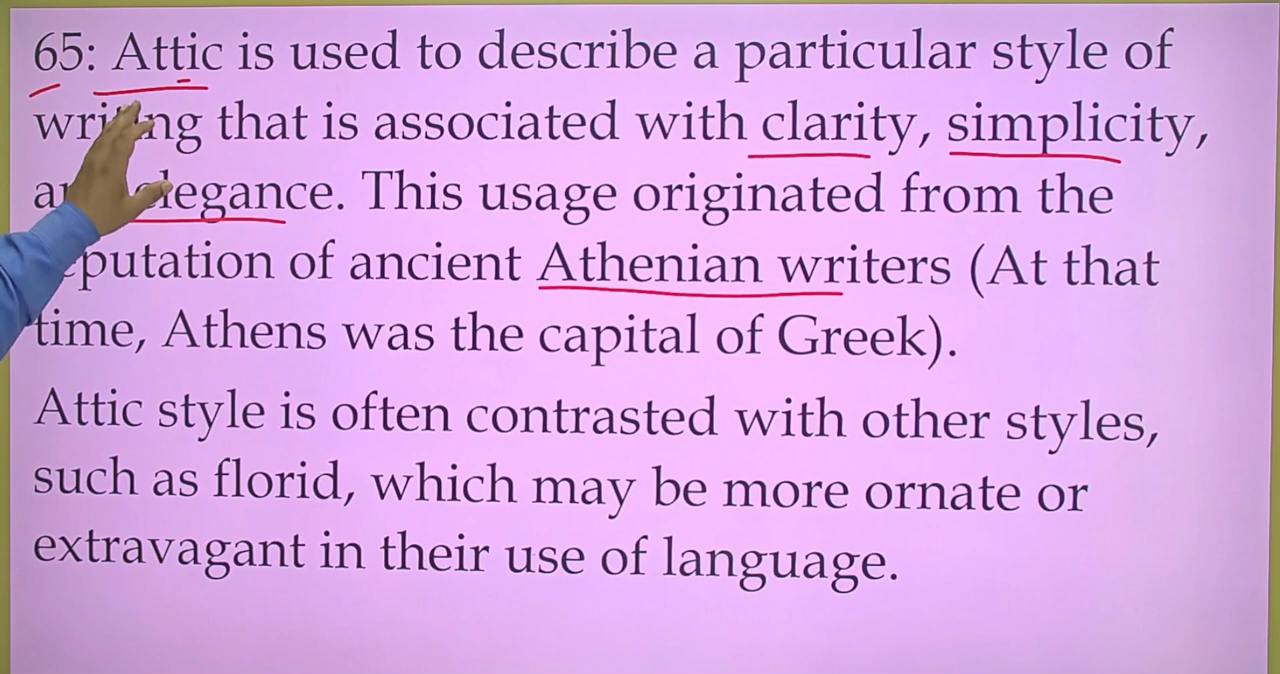 65: Attic is used to describe a particular style of
writing that is associated with clarity, simplicity,
elegance. This usage originated from the
of ancient Athenian writers (At that
time, Athens was the capital of Greek).
Attic style is often contrasted with other styles,
such as florid, which may be more ornate or
extravagant in their use of language.